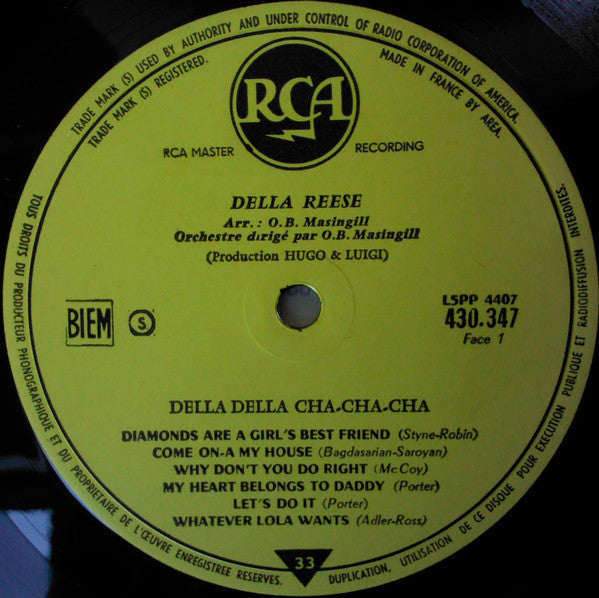 TRADE MARK (S) USED BY AUTHORITY AND UNDER CONTROL OF RADIO CORPORATION OF AMERICA.
TRADE MARK (S) REGISTERED.
MADE IN FRANCE BY AREA.
RCA
RCA MASTER RECORDING
DELLA REESE
Arr. : O.B. Masingill
Orchestre dirigé par O.B. Masingill
(Production HUGO & LUIGI)
BIEM
S
L5PP 4407
430.347
Face 1
DELLA DELLA CHA-CHA-CHA
DIAMONDS ARE A GIRL'S BEST FRIEND (Styne-Robin)
COME ON-A MY HOUSE (Bagdasarian-Saroyan)
WHY DON'T YOU DO RIGHT (Mc Coy)
MY HEART BELONGS TO DADDY (Porter)
LET'S DO IT (Porter)
WHATEVER LOLA WANTS (Adler-Ross)
33
TOUS DROITS DU PRODUCTEUR PHONOGRAPHIQUE ET DU PROPRIETAIRE DE L'ŒUVRE ENREGISTREE RESERVES.
DUPLICATION, UTILISATION DE CE DISQUE POUR EXECUTION PUBLIQUE ET RADIODIFFUSION INTERDITES.